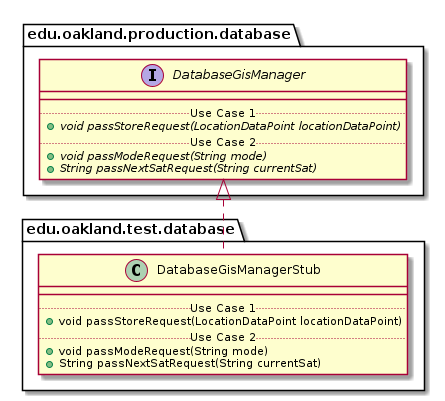 edu.oakland.production.database
I DatabaseGisManager
Use Case 1
void passStoreRequest(LocationDataPoint locationDataPoint)
Use Case 2
void passModeRequest(String mode)
String passNextSatRequest(String currentSat)
edu.oakland.test.database
C DatabaseGisManagerStub
Use Case 1
void passStoreRequest(LocationDataPoint locationDataPoint)
Use Case 2
void passModeRequest(String mode)
String passNextSatRequest(String currentSat)